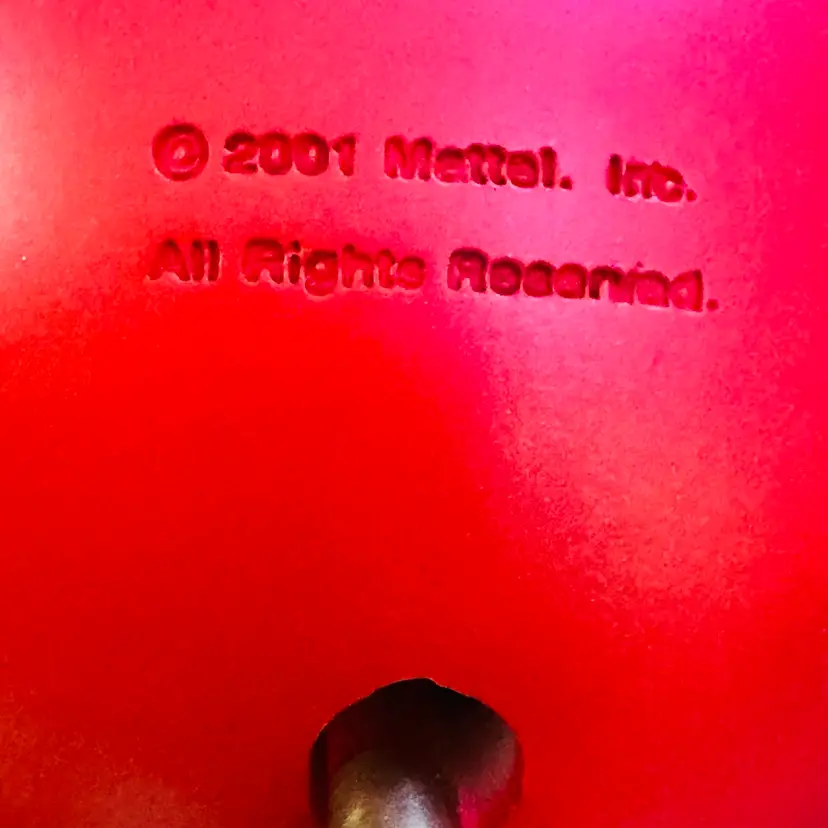 © 2001 Mattel. Inc.
All Rights Reserved.